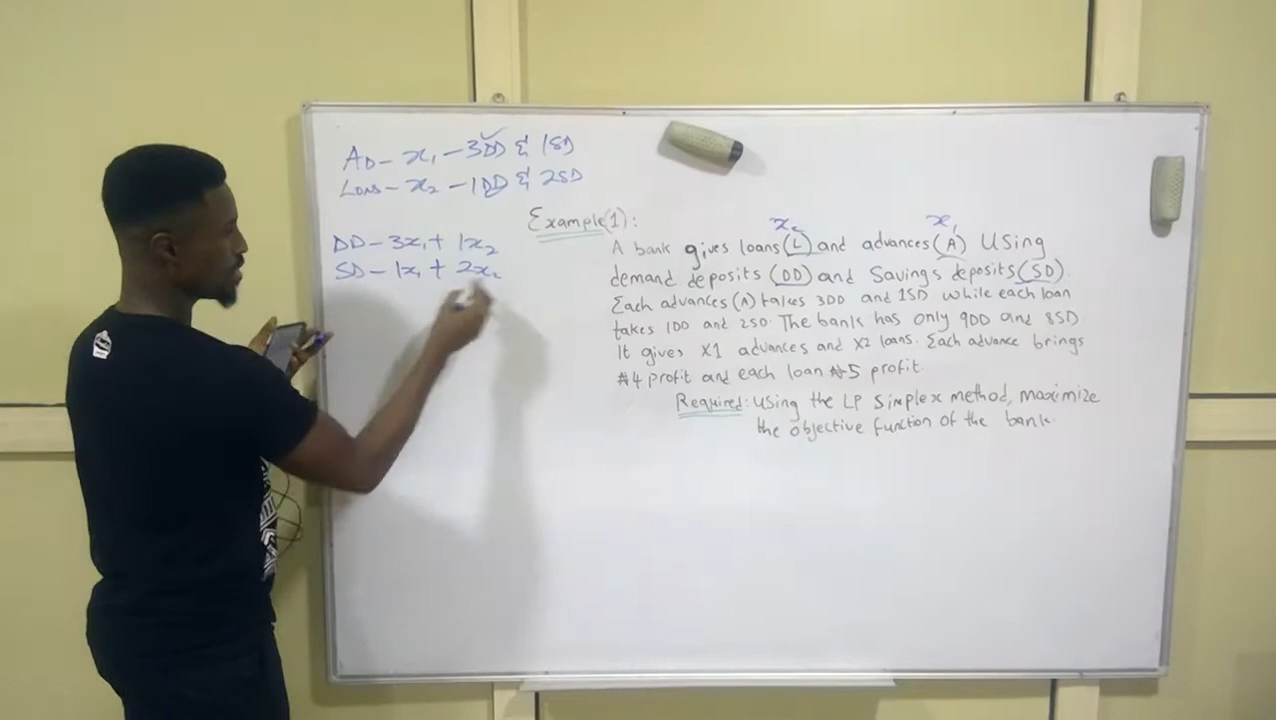 AD - x₁ - 3DD & 1SD
Loas - x₂ - 1DD & 2SD
DD - 3x₁ + 1x₂
SD - 1x₁ + 2x₂
Example(1):
x₂ x₁
A bank gives loans (L) and advances (A) Using
demand deposits (DD) and Savings deposits (SD).
Each advances (A) takes 3DD and 1SD while each loan
takes 1DD and 2SD. The bank has only 9DD and 8SD
It gives X1 advances and X2 loans. Each advance brings
₦4 profit and each loan ₦5 profit.
Required: Using the LP Simplex method, maximize
the objective function of the bank.